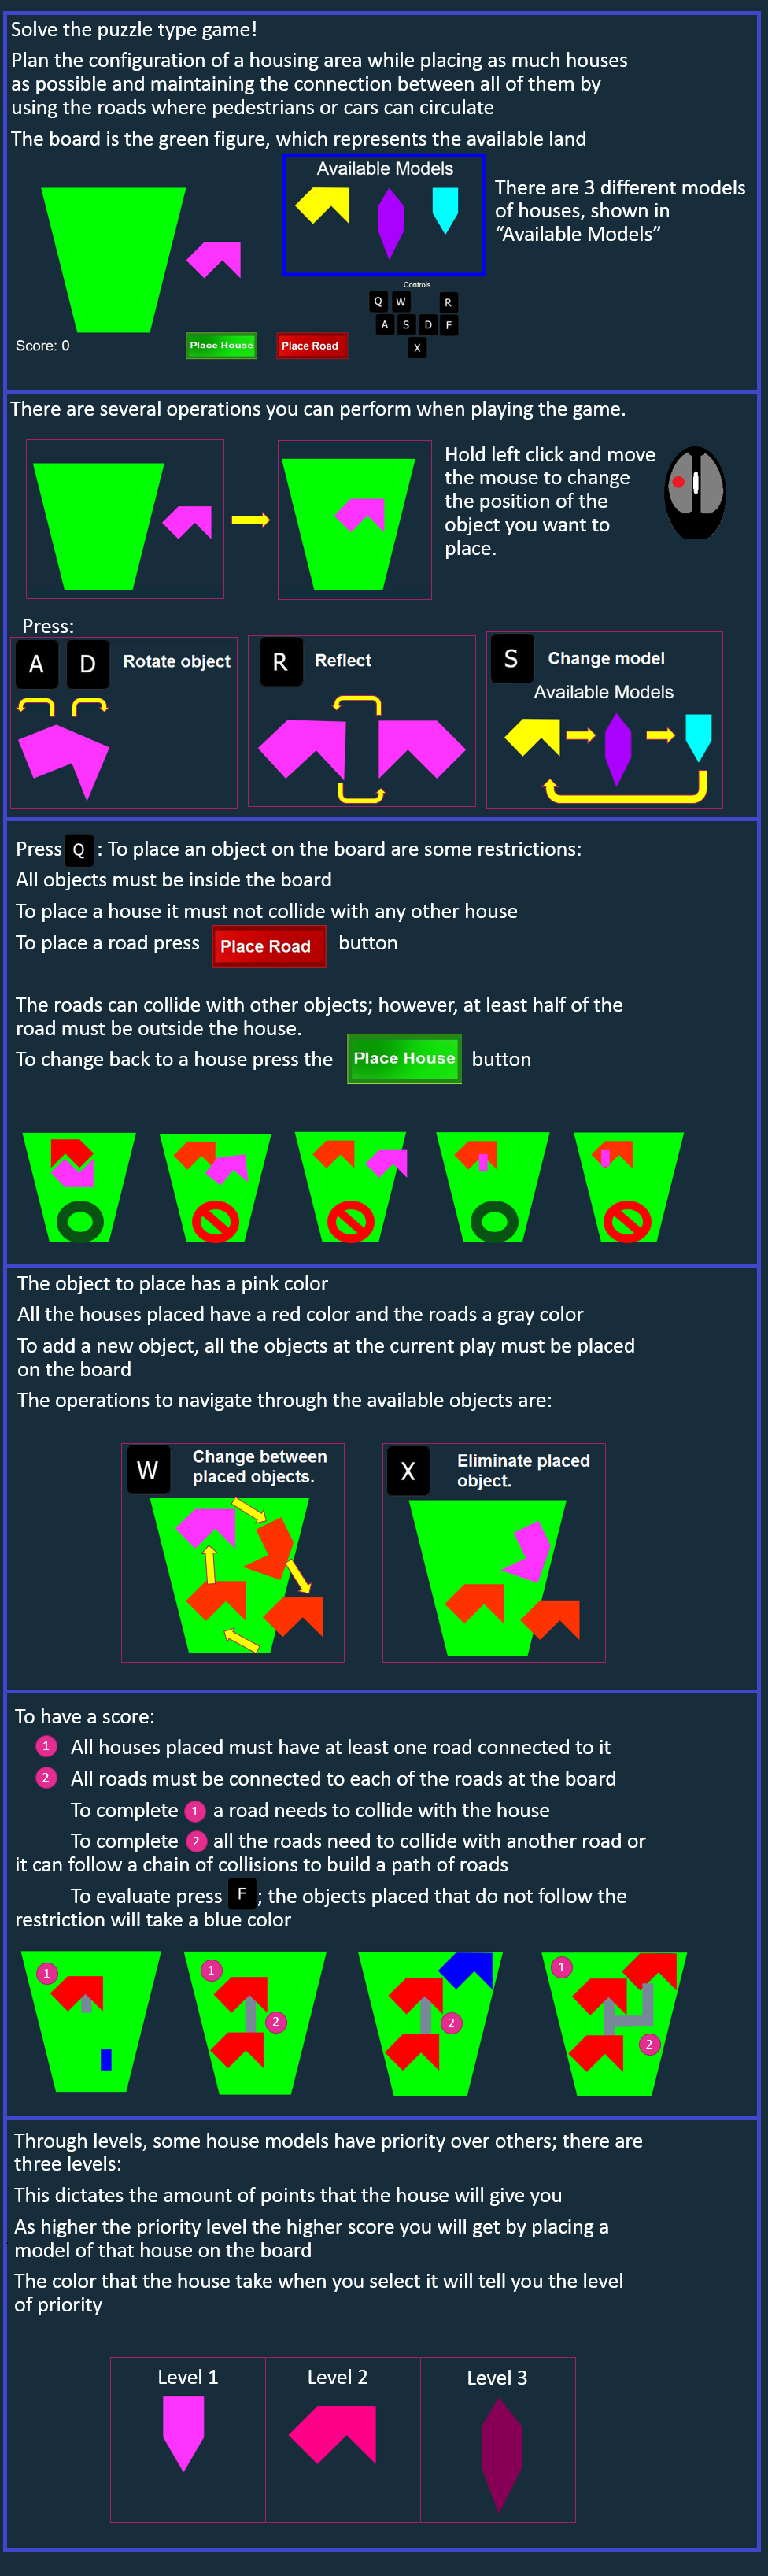 Solve the puzzle type game!
Plan the configuration of a housing area while placing as much houses
as possible and maintaining the connection between all of them by
using the roads where pedestrians or cars can circulate
The board is the green figure, which represents the available land
Available Models
There are 3 different models
of houses, shown in
“Available Models”
Controls
Q W R
A S D F
X
Score: 0
Place House
Place Road
There are several operations you can perform when playing the game.
Hold left click and move
the mouse to change
the position of the
object you want to
place.
Press:
A D Rotate object
R Reflect
S Change model
Available Models
Press Q : To place an object on the board are some restrictions:
All objects must be inside the board
To place a house it must not collide with any other house
To place a road press Place Road button
The roads can collide with other objects; however, at least half of the
road must be outside the house.
To change back to a house press the Place House button
The object to place has a pink color
All the houses placed have a red color and the roads a gray color
To add a new object, all the objects at the current play must be placed
on the board
The operations to navigate through the available objects are:
W Change between
placed objects.
X Eliminate placed
object.
To have a score:
1 All houses placed must have at least one road connected to it
2 All roads must be connected to each of the roads at the board
To complete 1 a road needs to collide with the house
To complete 2 all the roads need to collide with another road or
it can follow a chain of collisions to build a path of roads
To evaluate press F ; the objects placed that do not follow the
restriction will take a blue color
1
1
2
2
1
2
Through levels, some house models have priority over others; there are
three levels:
This dictates the amount of points that the house will give you
As higher the priority level the higher score you will get by placing a
model of that house on the board
The color that the house take when you select it will tell you the level
of priority
Level 1
Level 2
Level 3